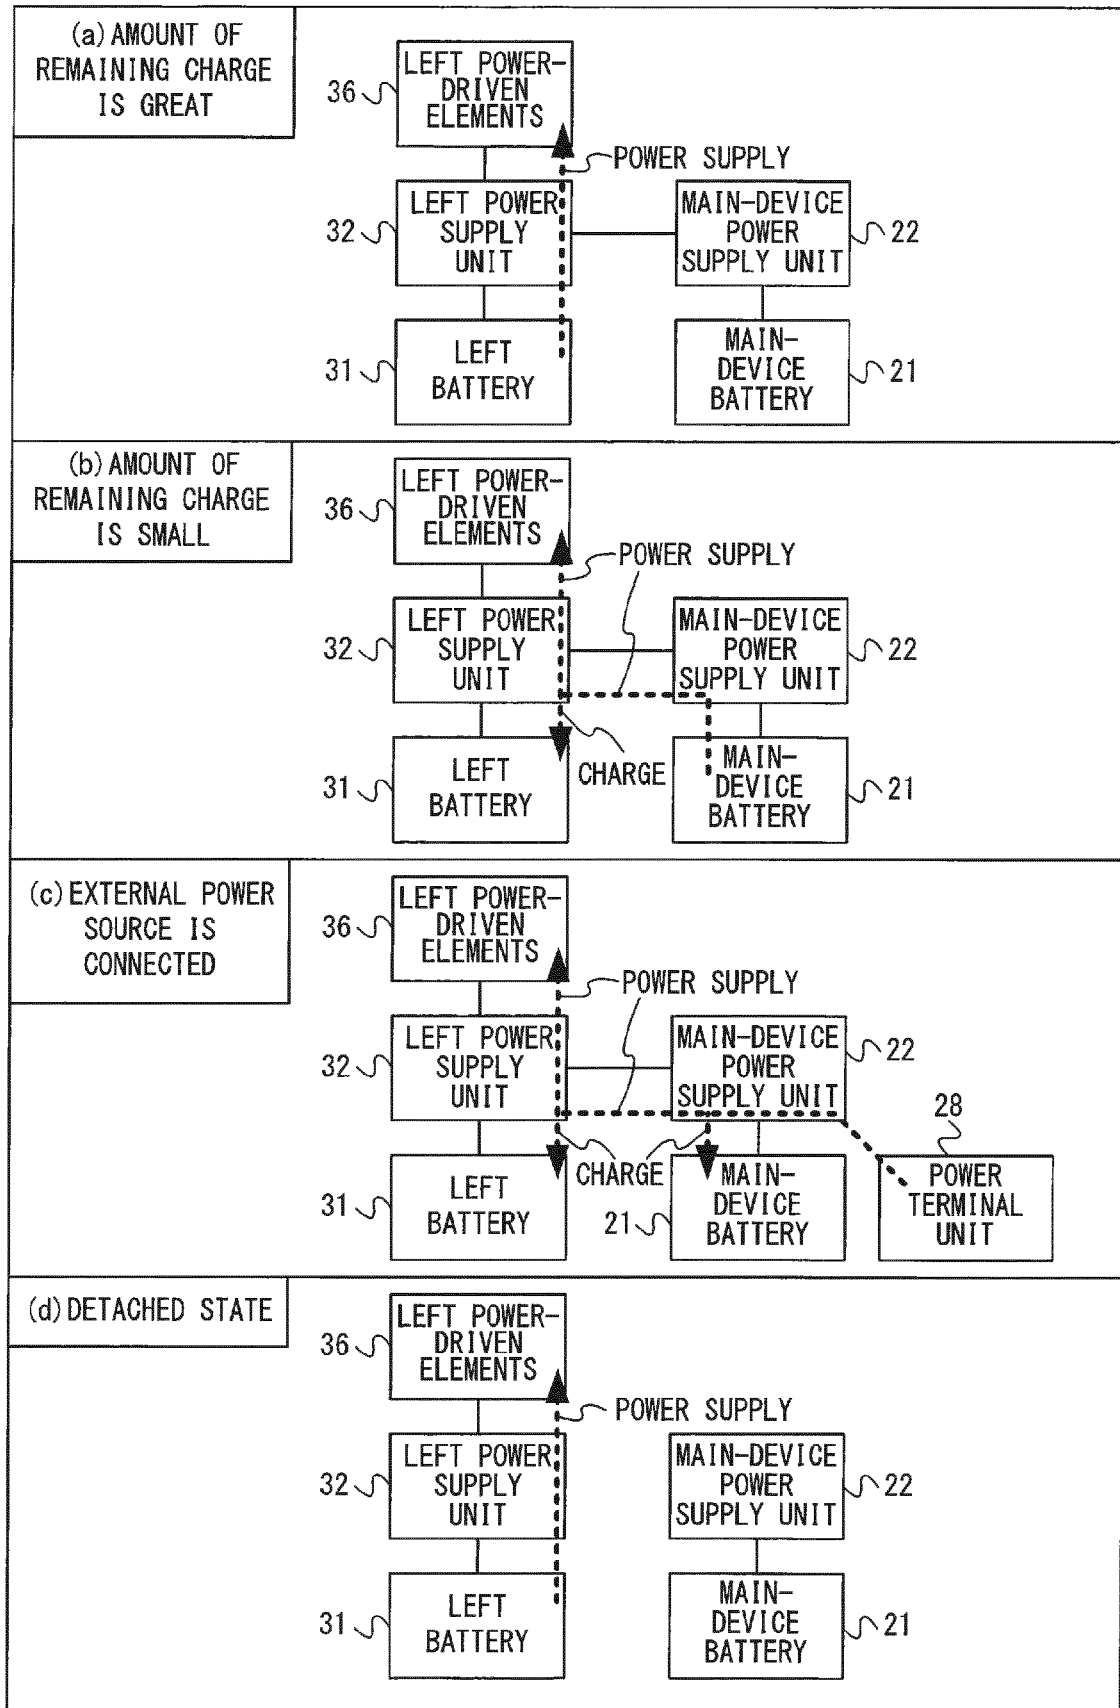 (a) AMOUNT OF
REMAINING CHARGE
IS GREAT
36
LEFT POWER-
DRIVEN
ELEMENTS
POWER SUPPLY
32
LEFT POWER
SUPPLY
UNIT
MAIN-DEVICE
POWER
SUPPLY UNIT
22
31
LEFT
BATTERY
MAIN-
DEVICE
BATTERY
21
(b) AMOUNT OF
REMAINING CHARGE
IS SMALL
36
LEFT POWER-
DRIVEN
ELEMENTS
POWER SUPPLY
32
LEFT POWER
SUPPLY
UNIT
MAIN-DEVICE
POWER
SUPPLY UNIT
22
31
LEFT
BATTERY
CHARGE
MAIN-
DEVICE
BATTERY
21
(c) EXTERNAL POWER
SOURCE IS
CONNECTED
36
LEFT POWER-
DRIVEN
ELEMENTS
POWER SUPPLY
32
LEFT POWER
SUPPLY
UNIT
MAIN-DEVICE
POWER
SUPPLY UNIT
22
28
31
LEFT
BATTERY
CHARGE
21
MAIN-
DEVICE
BATTERY
POWER
TERMINAL
UNIT
(d) DETACHED STATE
36
LEFT POWER-
DRIVEN
ELEMENTS
POWER SUPPLY
32
LEFT POWER
SUPPLY
UNIT
MAIN-DEVICE
POWER
SUPPLY UNIT
22
31
LEFT
BATTERY
MAIN-
DEVICE
BATTERY
21